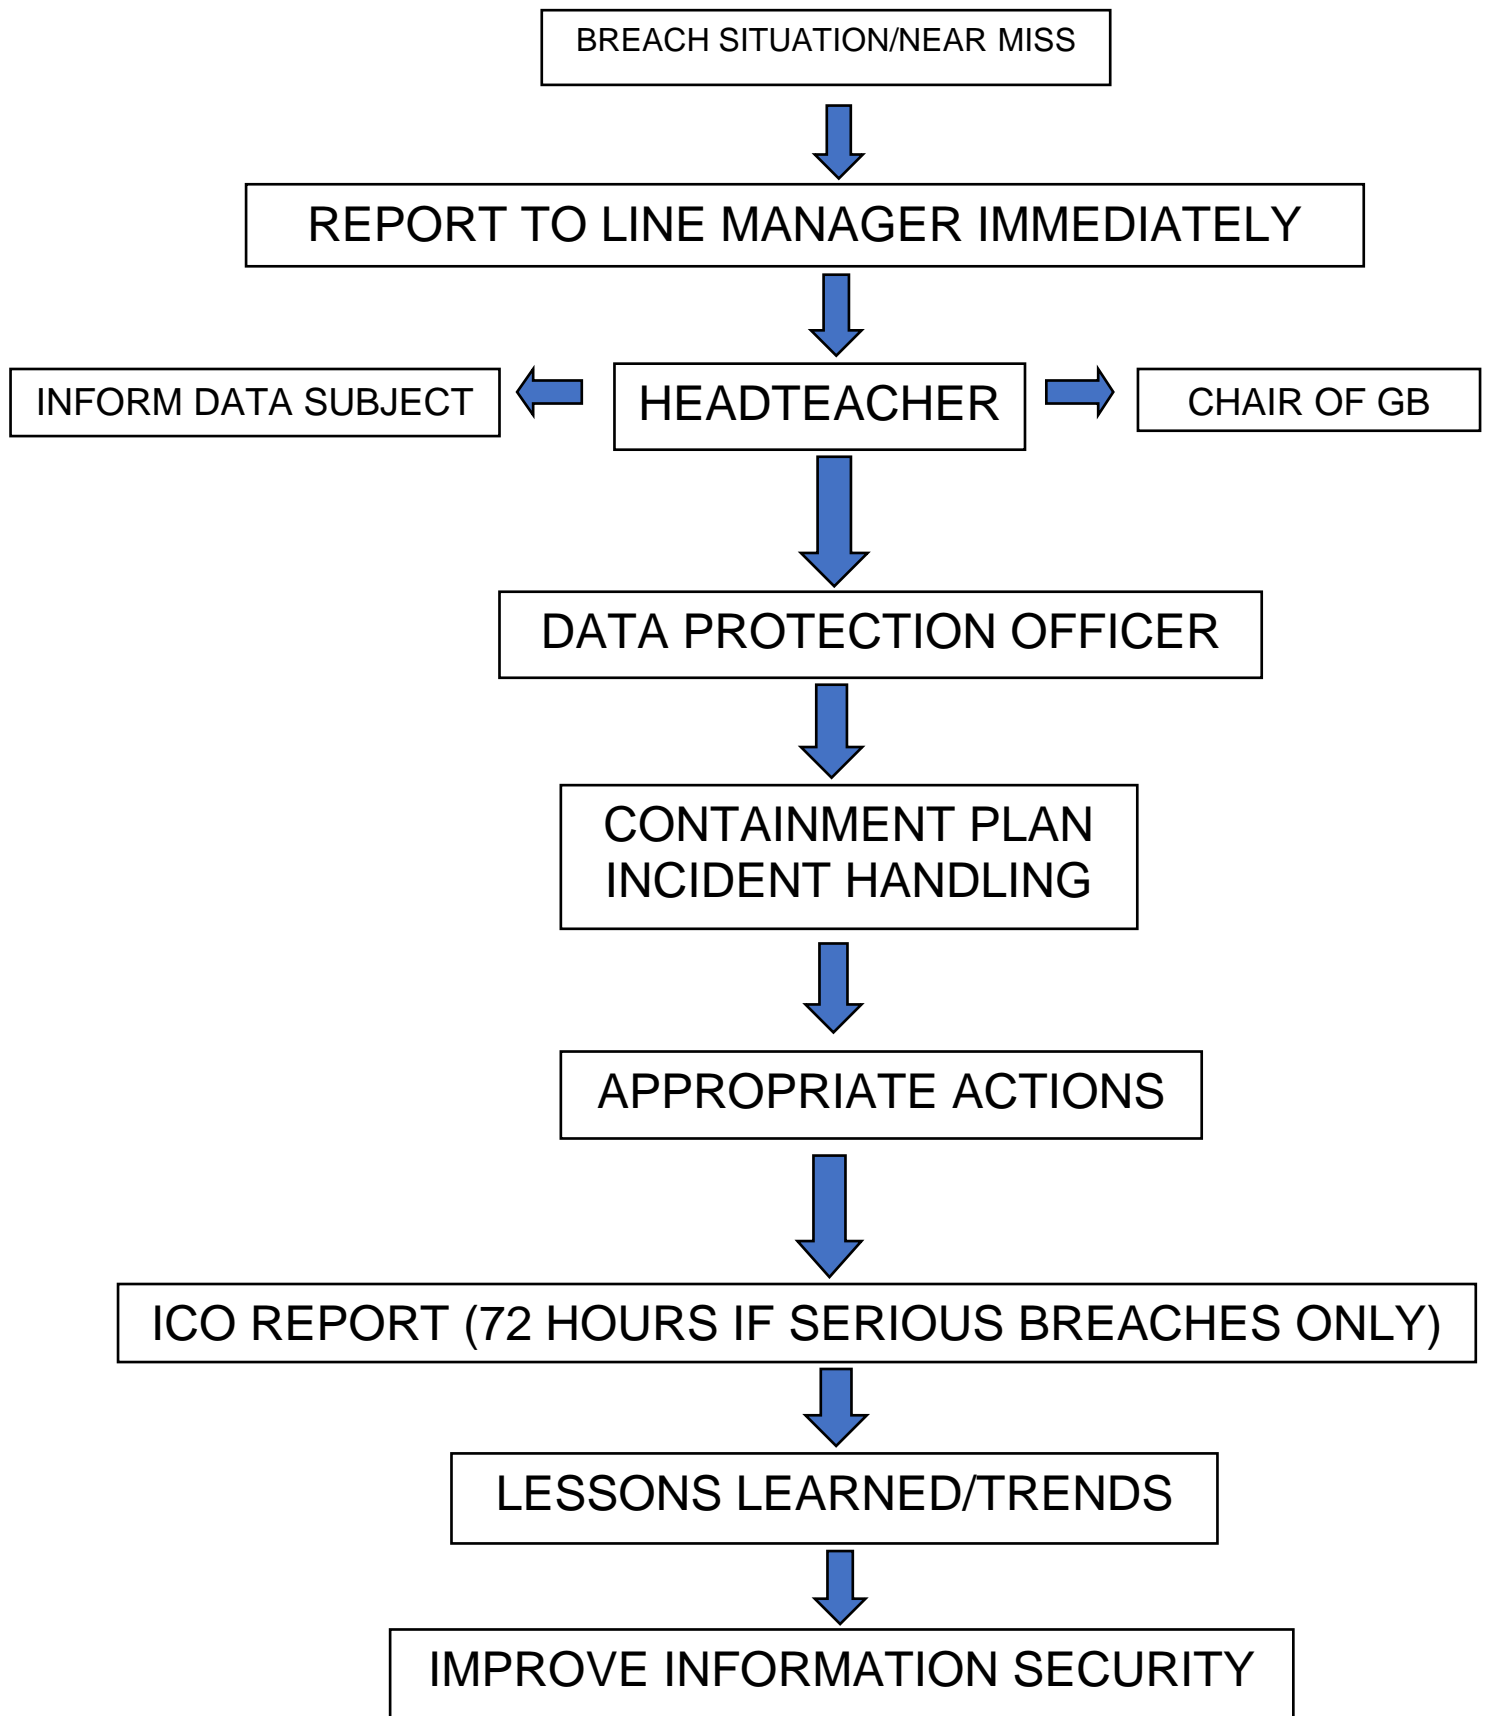 BREACH SITUATION/NEAR MISS
REPORT TO LINE MANAGER IMMEDIATELY
INFORM DATA SUBJECT
HEADTEACHER
CHAIR OF GB
DATA PROTECTION OFFICER
CONTAINMENT PLAN
INCIDENT HANDLING
APPROPRIATE ACTIONS
ICO REPORT (72 HOURS IF SERIOUS BREACHES ONLY)
LESSONS LEARNED/TRENDS
IMPROVE INFORMATION SECURITY